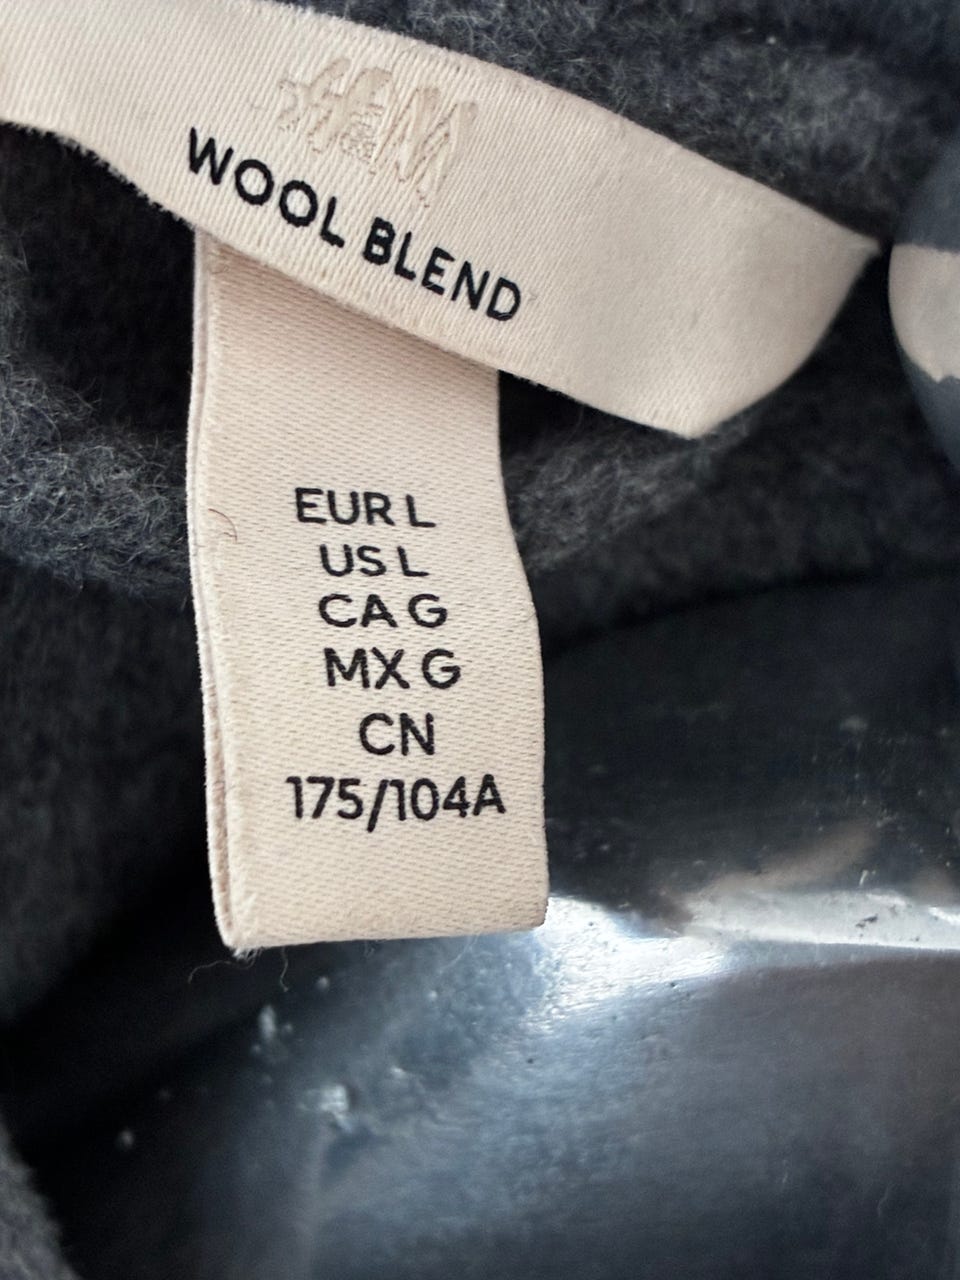 H&M
WOOL BLEND
EUR L
US L
CA G
MX G
CN
175/104A